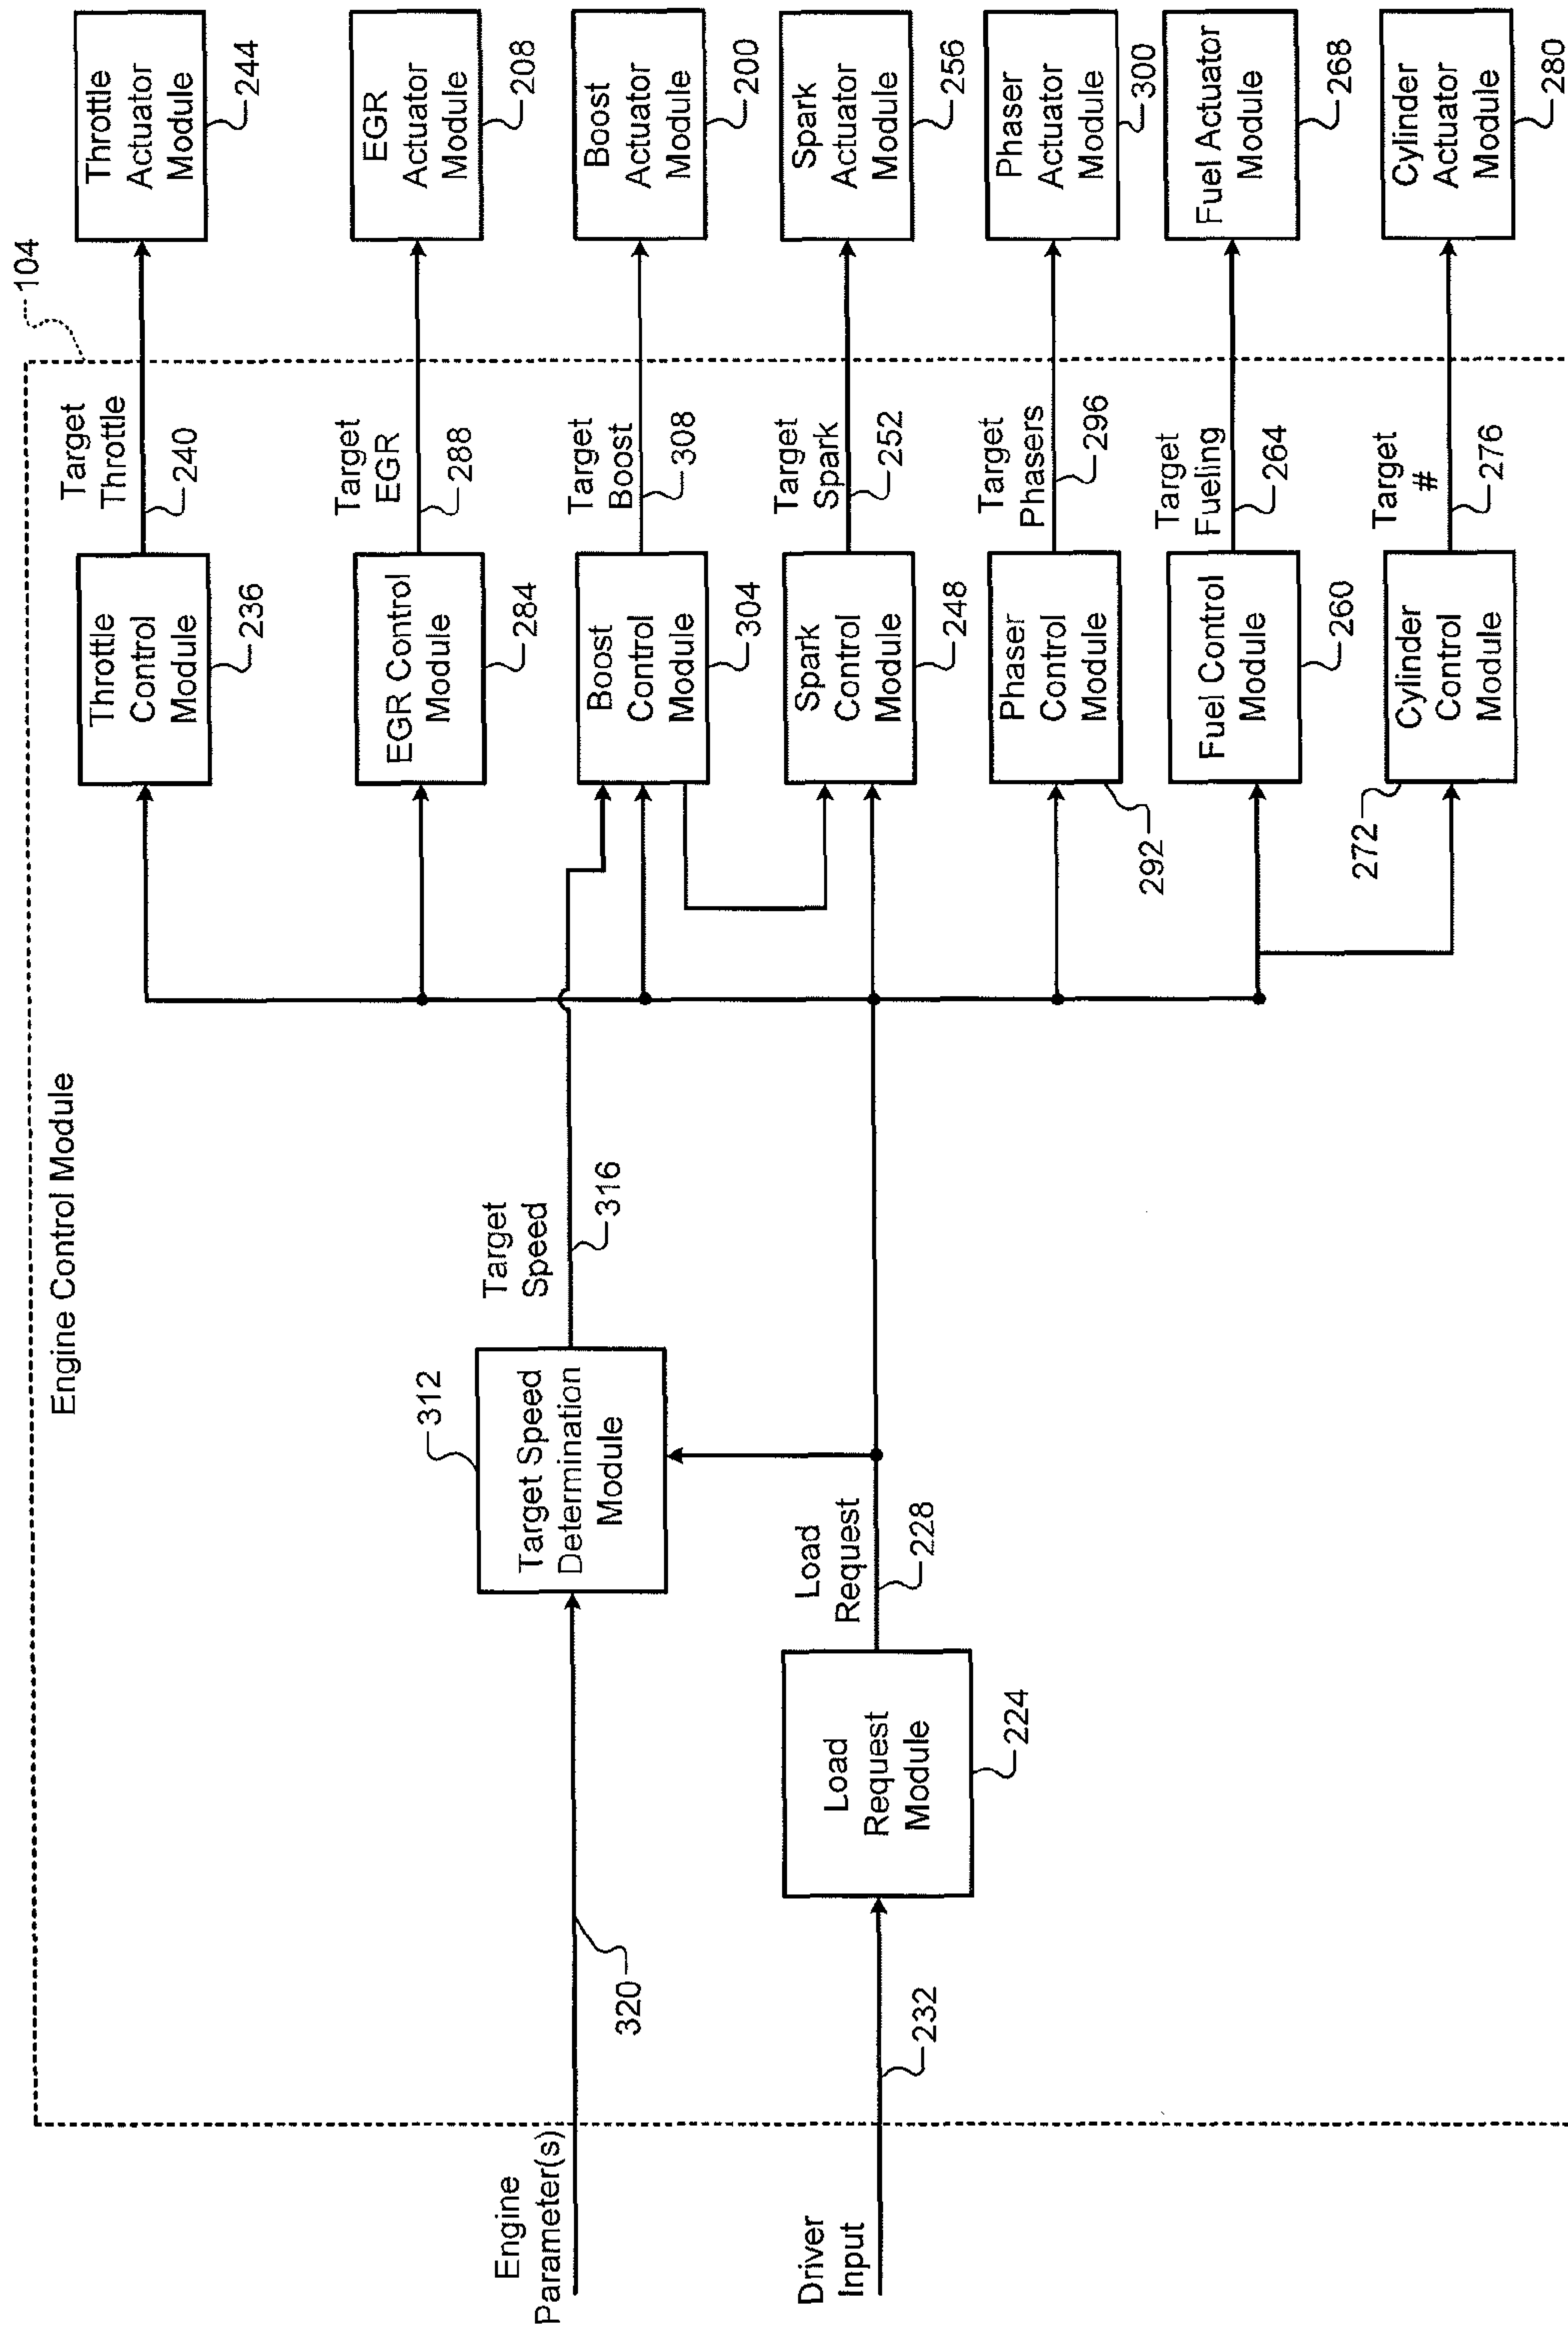 Engine Control Module
104
Engine
Parameter(s)
320
Driver
Input
232
Load
Request
Module
224
Load
Request
228
Target Speed
Determination
Module
312
Target
Speed
316
Throttle
Control
Module
236
Target
Throttle
240
Throttle
Actuator
Module
244
EGR Control
Module
284
Target
EGR
288
EGR
Actuator
Module
208
Boost
Control
Module
304
Target
Boost
308
Boost
Actuator
Module
200
Spark
Control
Module
248
Target
Spark
252
Spark
Actuator
Module
256
Phaser
Control
Module
292
Target
Phasers
296
Phaser
Actuator
Module
300
Fuel Control
Module
260
Target
Fueling
264
Fuel Actuator
Module
268
272
Cylinder
Control
Module
Target
#
276
Cylinder
Actuator
Module
280